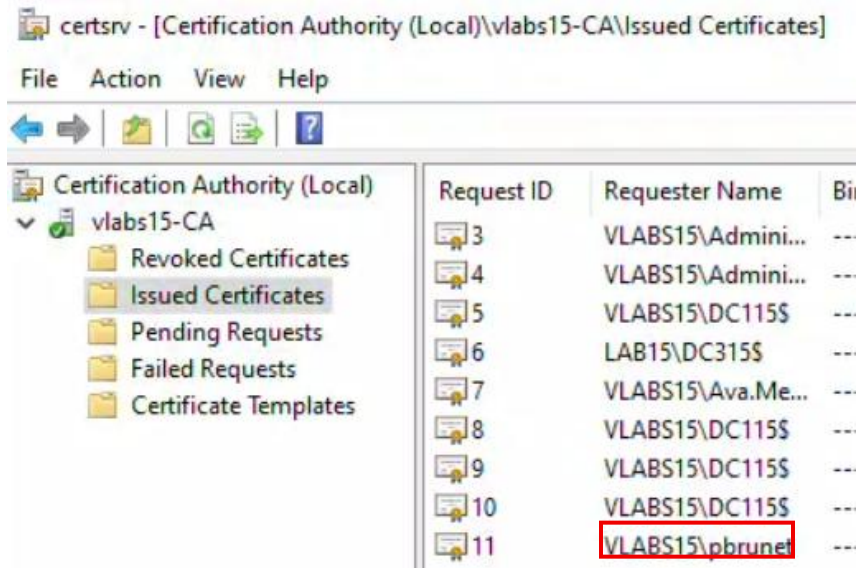 certsrv - [Certification Authority (Local)\vlabs15-CA\Issued Certificates]
File Action View Help
Certification Authority (Local)
vlabs15-CA
Revoked Certificates
Issued Certificates
Pending Requests
Failed Requests
Certificate Templates
Request ID Requester Name Bin
3 VLABS15\Admini... ---
4 VLABS15\Admini... ---
5 VLABS15\DC115$ ---
6 LAB15\DC315$ ---
7 VLABS15\Ava.Me... ---
8 VLABS15\DC115$ ---
9 VLABS15\DC115$ ---
10 VLABS15\DC115$ ---
11 VLABS15\pbrunet ---